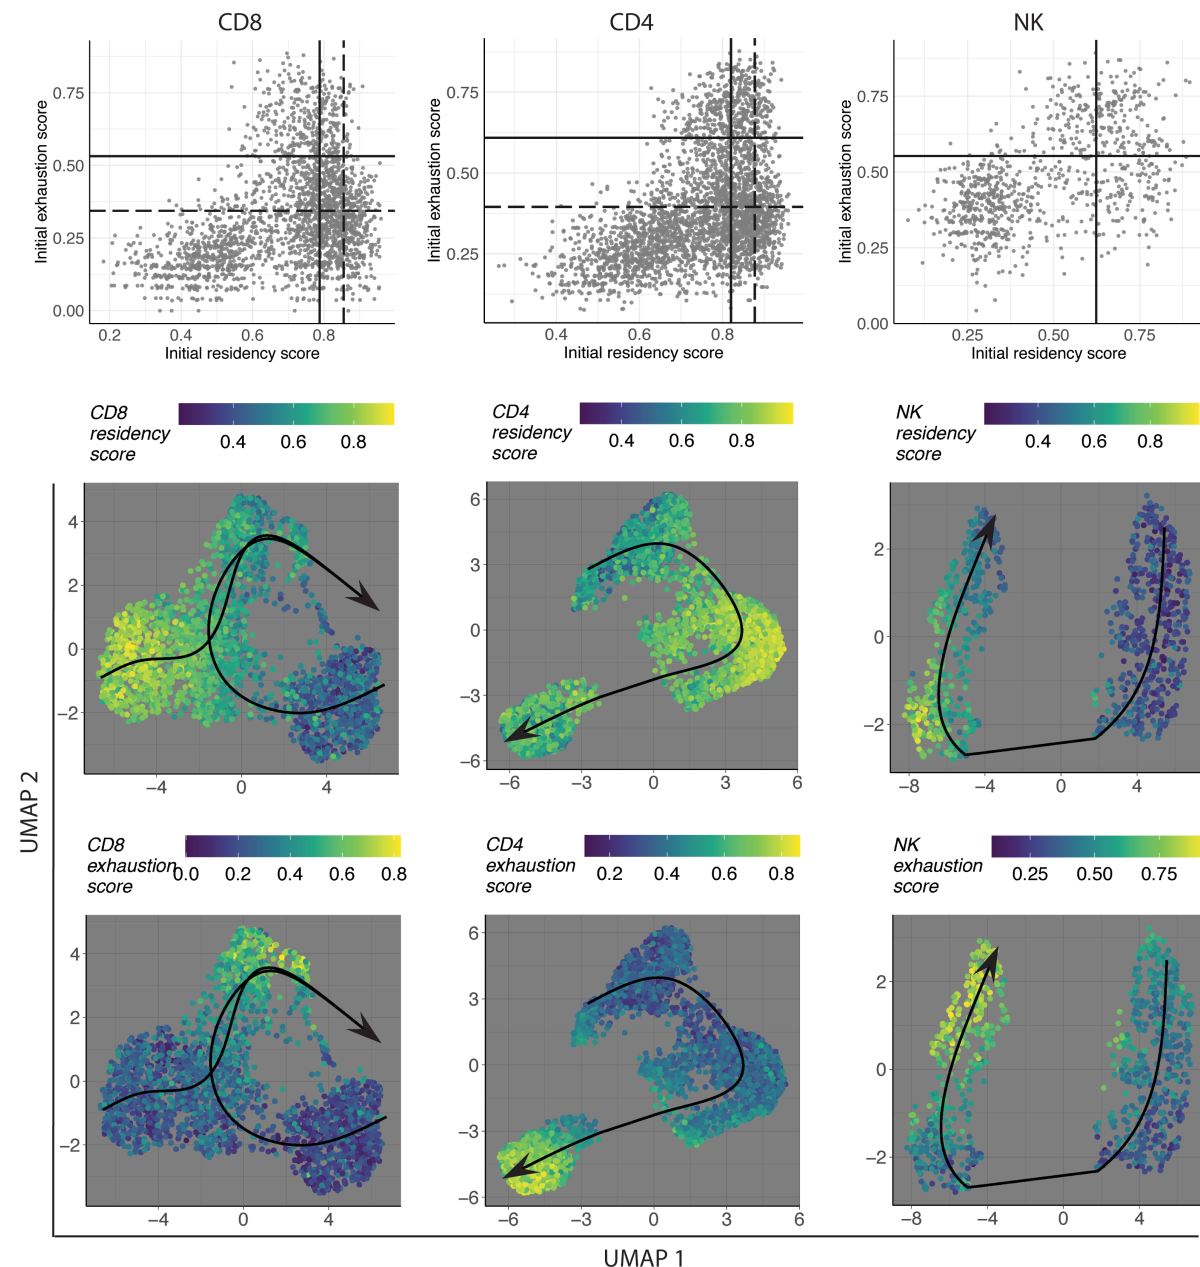 CD8
CD4
NK
Initial exhaustion score
0.75
0.50
0.25
0.00
0.2 0.4 0.6 0.8
Initial residency score
Initial exhaustion score
0.75
0.50
0.25
0.4 0.6 0.8
Initial residency score
Initial exhaustion score
0.75
0.50
0.25
0.00
0.25 0.50 0.75
Initial residency score
CD8
residency
score
0.4 0.6 0.8
CD4
residency
score
0.4 0.6 0.8
NK
residency
score
0.4 0.6 0.8
4
2
0
−2
−4 0 4
6
3
0
−3
−6
−6 −3 0 3 6
2
0
−2
−8 −4 0 4
UMAP 2
CD8
exhaustion
score
0.0 0.2 0.4 0.6 0.8
CD4
exhaustion
score
0.2 0.4 0.6 0.8
NK
exhaustion
score
0.25 0.50 0.75
4
2
0
−2
−4 0 4
6
3
0
−3
−6
−6 −3 0 3 6
2
0
−2
−8 −4 0 4
UMAP 1